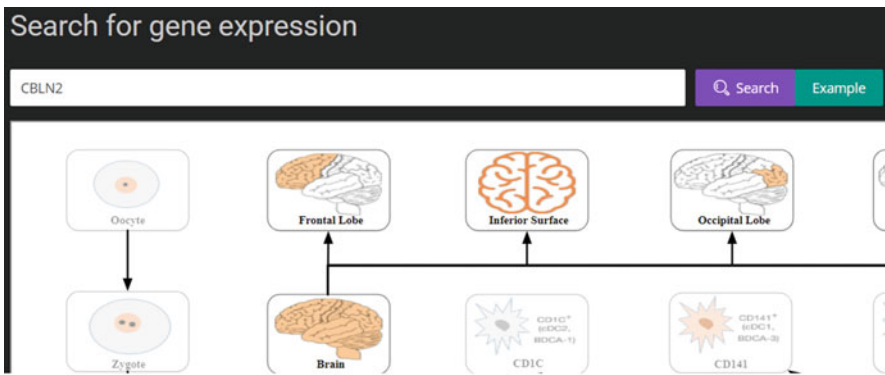 Search for gene expression
CBLN2
Search
Example
Oocyte
Frontal Lobe
Inferior Surface
Occipital Lobe
Zygote
Brain
CD1C⁺
(cDC2,
BDCA-1)
CD1C
CD141⁺
(cDC1,
BDCA-3)
CD141